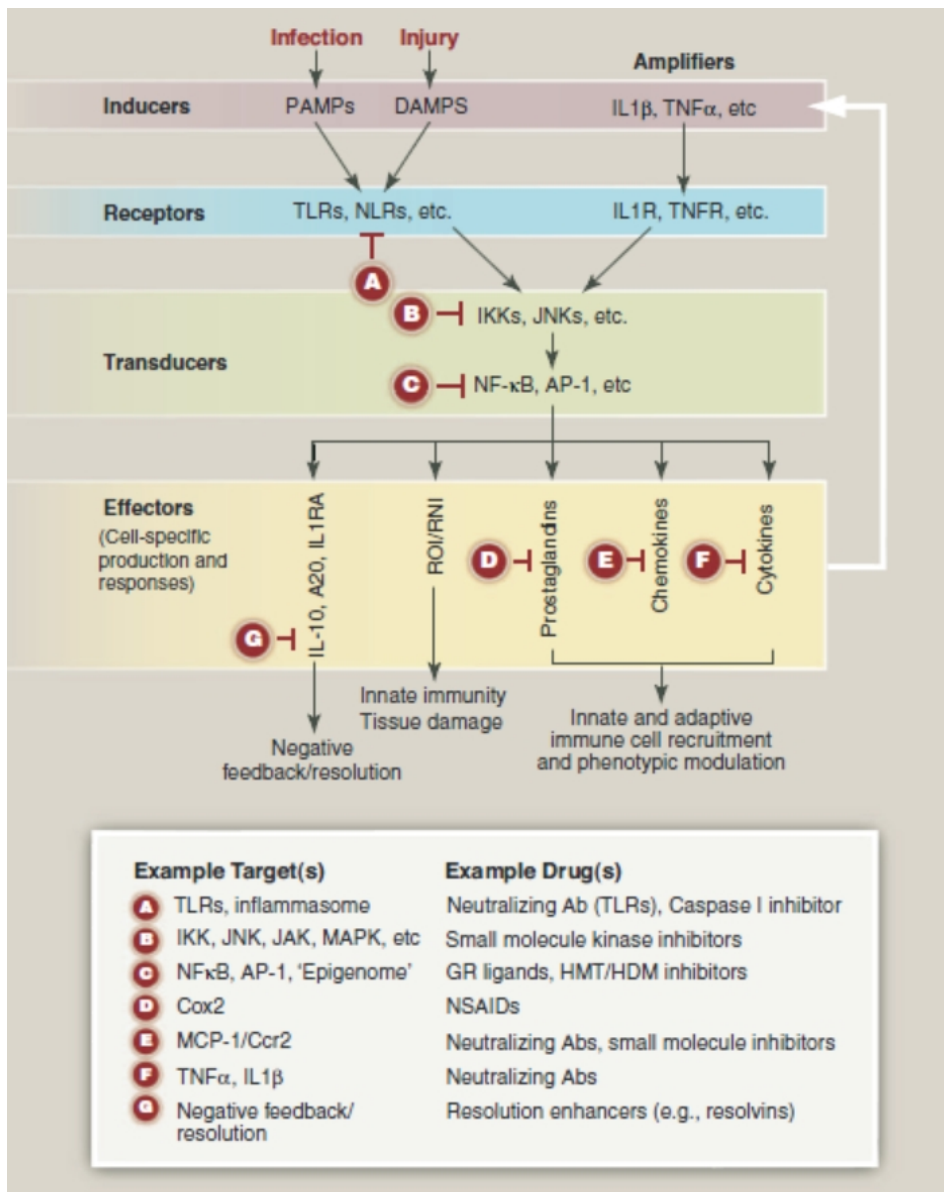 Infection Injury
Amplifiers
Inducers PAMPs DAMPS IL1β, TNFα, etc
Receptors TLRs, NLRs, etc. IL1R, TNFR, etc.
A
B IKKs, JNKs, etc.
Transducers
C NF-κB, AP-1, etc
Effectors
(Cell-specific
production and
responses)
IL-10, A20, IL1RA
ROI/RNI
Prostaglandins
Chemokines
Cytokines
D E F
G
Innate immunity
Tissue damage
Negative
feedback/resolution
Innate and adaptive
immune cell recruitment
and phenotypic modulation
Example Target(s) Example Drug(s)
A TLRs, inflammasome Neutralizing Ab (TLRs), Caspase I inhibitor
B IKK, JNK, JAK, MAPK, etc Small molecule kinase inhibitors
C NFκB, AP-1, ‘Epigenome’ GR ligands, HMT/HDM inhibitors
D Cox2 NSAIDs
E MCP-1/Ccr2 Neutralizing Abs, small molecule inhibitors
F TNFα, IL1β Neutralizing Abs
G Negative feedback/ Resolution enhancers (e.g., resolvins)
resolution